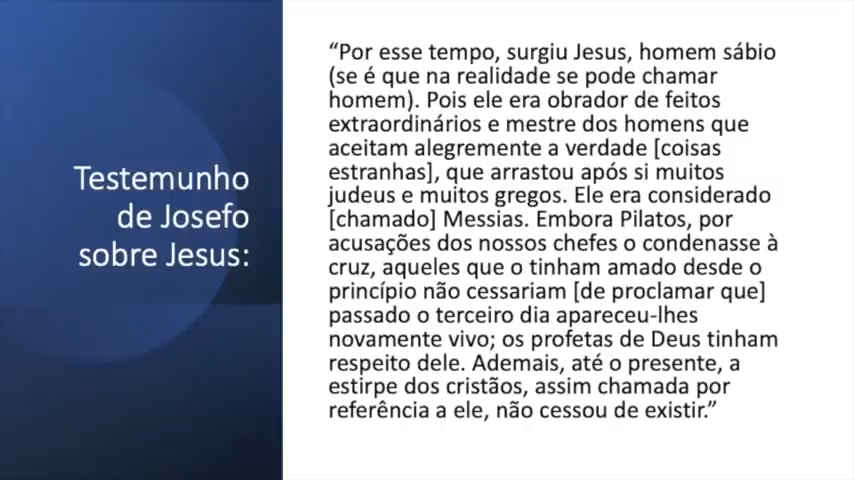 Testemunho
de Josefo
sobre Jesus:
“Por esse tempo, surgiu Jesus, homem sábio
(se é que na realidade se pode chamar
homem). Pois ele era obrador de feitos
extraordinários e mestre dos homens que
aceitam alegremente a verdade [coisas
estranhas], que arrastou após si muitos
judeus e muitos gregos. Ele era considerado
[chamado] Messias. Embora Pilatos, por
acusações dos nossos chefes o condenasse à
cruz, aqueles que o tinham amado desde o
princípio não cessariam [de proclamar que]
passado o terceiro dia apareceu-lhes
novamente vivo; os profetas de Deus tinham
respeito dele. Ademais, até o presente, a
estirpe dos cristãos, assim chamada por
referência a ele, não cessou de existir.”